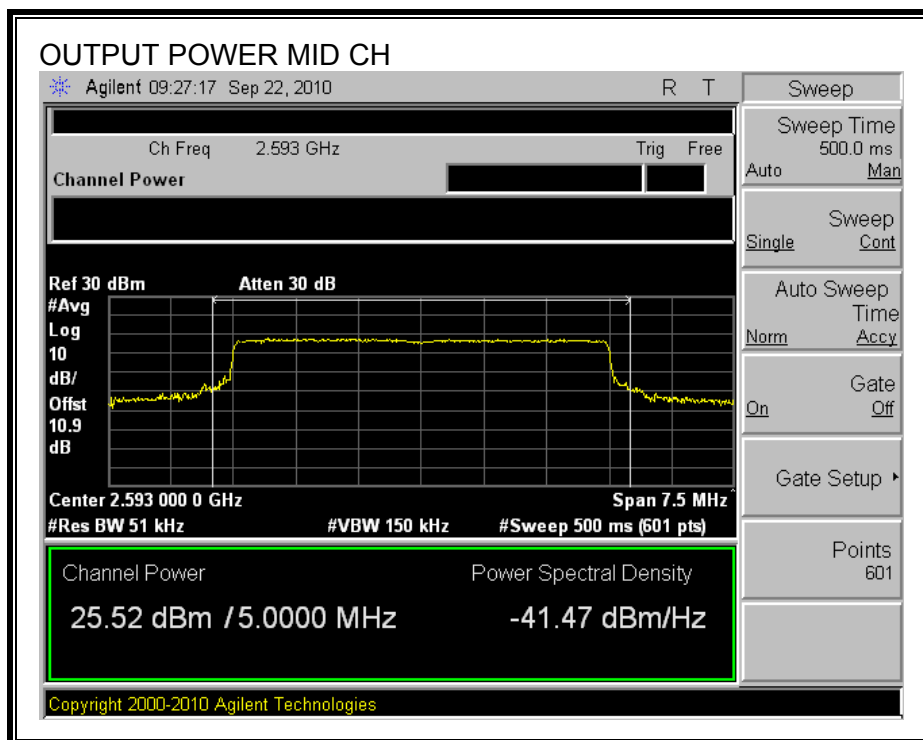 OUTPUT POWER MID CH
Agilent 09:27:17 Sep 22, 2010 R T
Sweep
Ch Freq 2.593 GHz Trig Free
Channel Power
Sweep Time
500.0 ms
Auto Man
Sweep
Single Cont
Ref 30 dBm Atten 30 dB
#Avg
Log
10
dB/
Offst
10.9
dB
Auto Sweep
Time
Norm Accy
Gate
On Off
Gate Setup
Center 2.593 000 0 GHz Span 7.5 MHz
#Res BW 51 kHz #VBW 150 kHz #Sweep 500 ms (601 pts)
Points
601
Channel Power Power Spectral Density
25.52 dBm / 5.0000 MHz -41.47 dBm/Hz
Copyright 2000-2010 Agilent Technologies